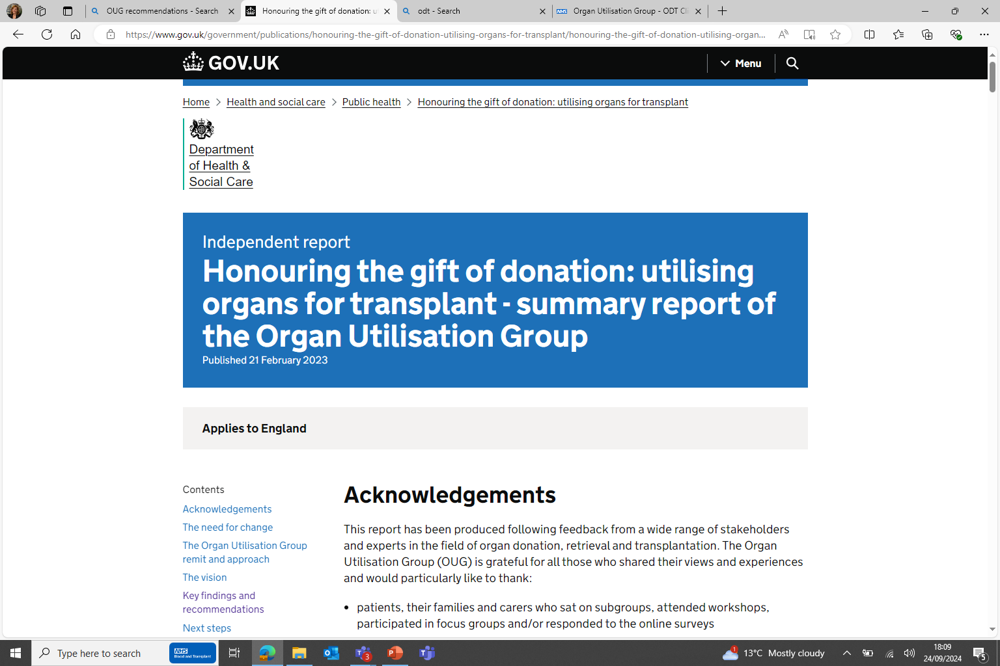 OUG recommendations - Search
Honouring the gift of donation: u
odt - Search
NHS Organ Utilisation Group - ODT Cli
https://www.gov.uk/government/publications/honouring-the-gift-of-donation-utilising-organs-for-transplant/honouring-the-gift-of-donation-utilising-organ...
GOV.UK
Menu
Home > Health and social care > Public health > Honouring the gift of donation: utilising organs for transplant
Department
of Health &
Social Care
Independent report
Honouring the gift of donation: utilising
organs for transplant - summary report of
the Organ Utilisation Group
Published 21 February 2023
Applies to England
Contents
Acknowledgements
The need for change
The Organ Utilisation Group
remit and approach
The vision
Key findings and
recommendations
Next steps
Acknowledgements
This report has been produced following feedback from a wide range of stakeholders
and experts in the field of organ donation, retrieval and transplantation. The Organ
Utilisation Group (OUG) is grateful for all those who shared their views and experiences
and would particularly like to thank:
• patients, their families and carers who sat on subgroups, attended workshops,
participated in focus groups and/or responded to the online surveys
Type here to search
NHS
Blood and Transplant
3
1
13°C Mostly cloudy
18:09
24/09/2024
5